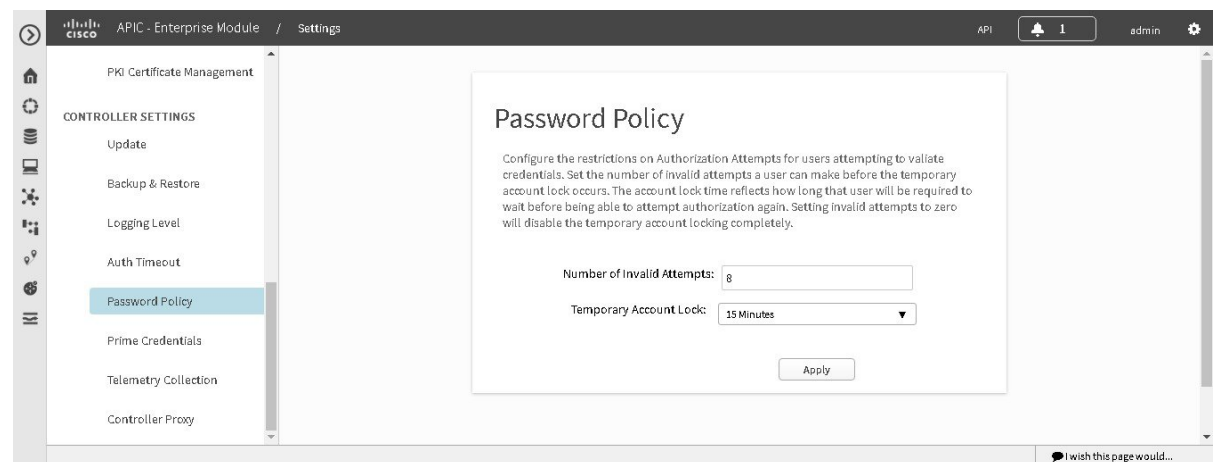 CISCO APIC - Enterprise Module / Settings API 1 admin
PKI Certificate Management
CONTROLLER SETTINGS
Update
Backup & Restore
Logging Level
Auth Timeout
Password Policy
Prime Credentials
Telemetry Collection
Controller Proxy
Password Policy
Configure the restrictions on Authorization Attempts for users attempting to valiate
credentials. Set the number of invalid attempts a user can make before the temporary
account lock occurs. The account lock time reflects how long that user will be required to
wait before being able to attempt authorization again. Setting invalid attempts to zero
will disable the temporary account locking completely.
Number of Invalid Attempts: 8
Temporary Account Lock: 15 Minutes
Apply
I wish this page would...